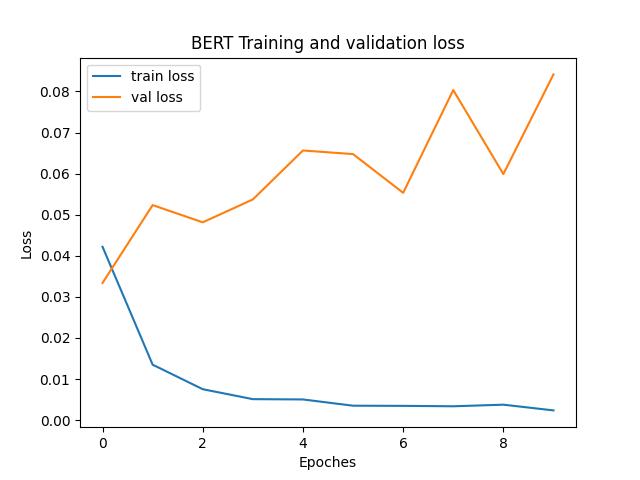 BERT Training and validation loss
train loss
val loss
0.08
0.07
0.06
0.05
0.04
0.03
0.02
0.01
0.00
Loss
0 2 4 6 8
Epoches